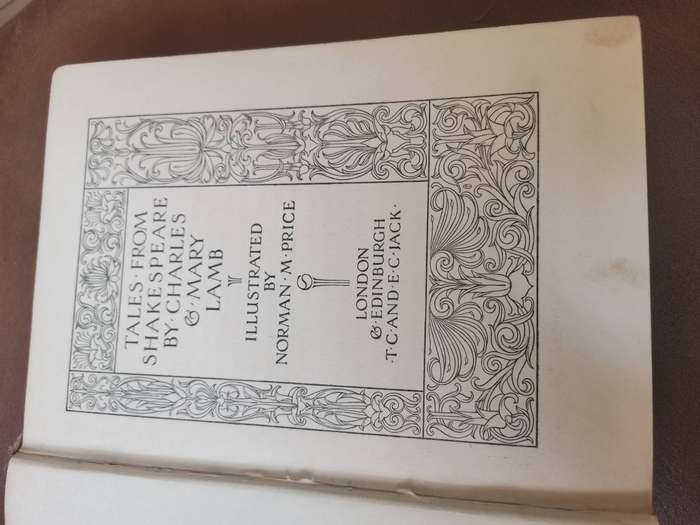 TALES·FROM
SHAKESPEARE
BY·CHARLES
&·MARY
LAMB
ILLUSTRATED
BY
NORMAN·M·PRICE
LONDON
& EDINBURGH
·T·C·AND·E·C·JACK·